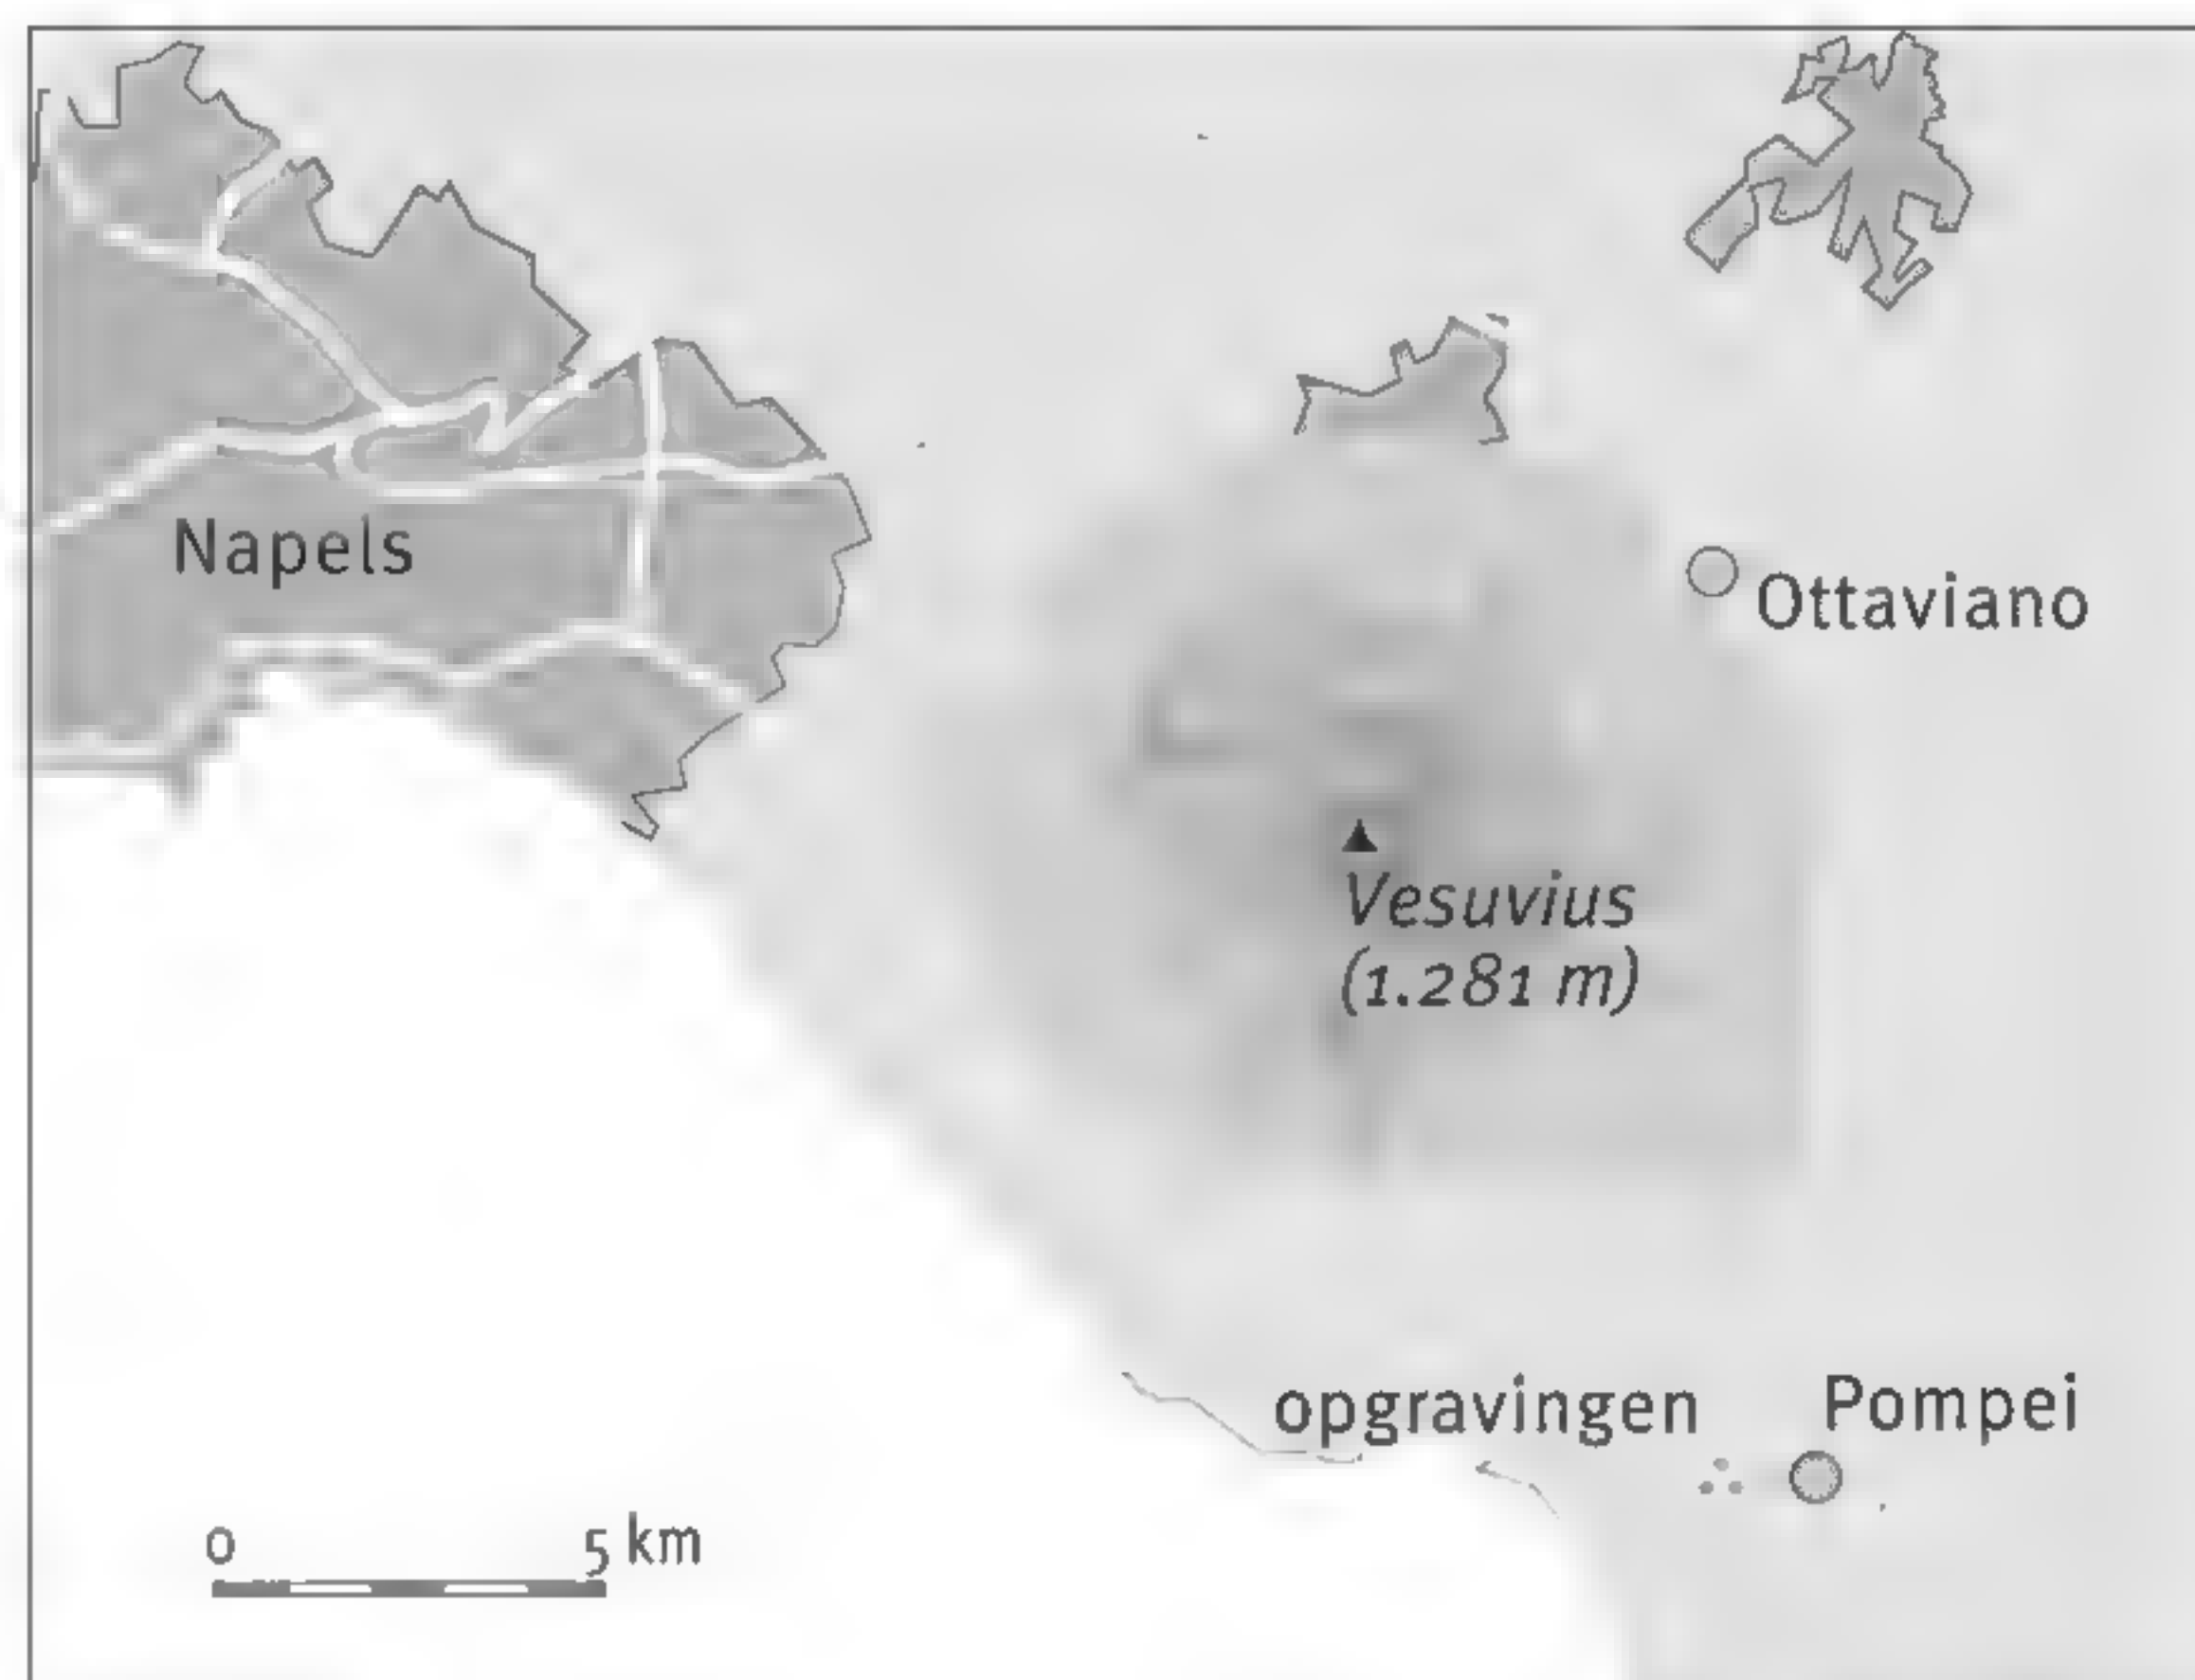 Napels
Ottaviano
Vesuvius
(1.281 m)
opgravingen
Pompei
0 5 km